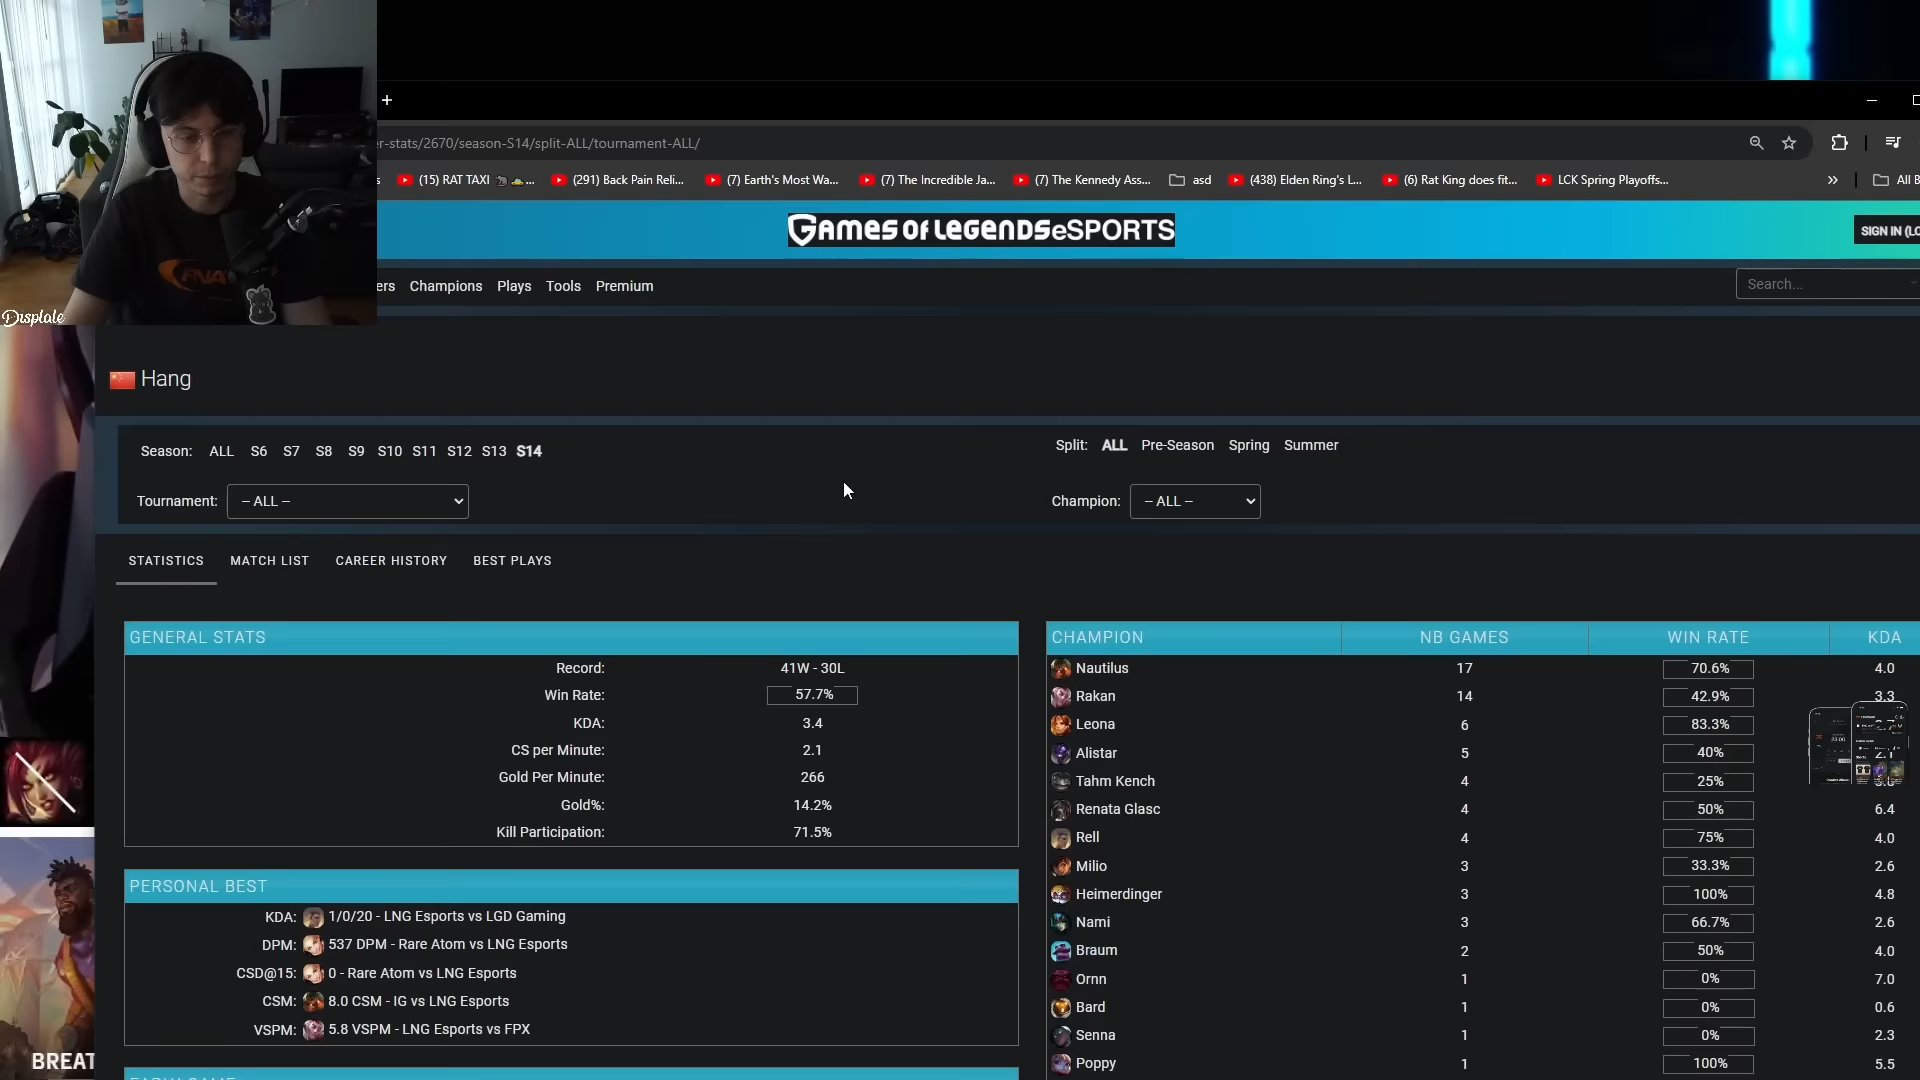 er-stats/2670/season-S14/split-ALL/tournament-ALL/
s (15) RAT TAXI ... (291) Back Pain Reli... (7) Earth's Most Wa... (7) The Incredible Ja... (7) The Kennedy Ass... asd (438) Elden Ring's L... (6) Rat King does fit... LCK Spring Playoffs... All B
GAMES OF LEGENDS eSPORTS
SIGN IN (LO
ers Champions Plays Tools Premium
Search...
Displate
Hang
Season: ALL S6 S7 S8 S9 S10 S11 S12 S13 S14
Split: ALL Pre-Season Spring Summer
Tournament: -- ALL --
Champion: -- ALL --
STATISTICS MATCH LIST CAREER HISTORY BEST PLAYS
GENERAL STATS
Record: 41W - 30L
Win Rate: 57.7%
KDA: 3.4
CS per Minute: 2.1
Gold Per Minute: 266
Gold%: 14.2%
Kill Participation: 71.5%
PERSONAL BEST
KDA: 1/0/20 - LNG Esports vs LGD Gaming
DPM: 537 DPM - Rare Atom vs LNG Esports
CSD@15: 0 - Rare Atom vs LNG Esports
CSM: 8.0 CSM - IG vs LNG Esports
VSPM: 5.8 VSPM - LNG Esports vs FPX
CHAMPION NB GAMES WIN RATE KDA
Nautilus 17 70.6% 4.0
Rakan 14 42.9% 3.3
Leona 6 83.3%
Alistar 5 40%
Tahm Kench 4 25%
Renata Glasc 4 50% 6.4
Rell 4 75% 4.0
Milio 3 33.3% 2.6
Heimerdinger 3 100% 4.8
Nami 3 66.7% 2.6
Braum 2 50% 4.0
Ornn 1 0% 7.0
Bard 1 0% 0.6
Senna 1 0% 2.3
Poppy 1 100% 5.5
BREAT